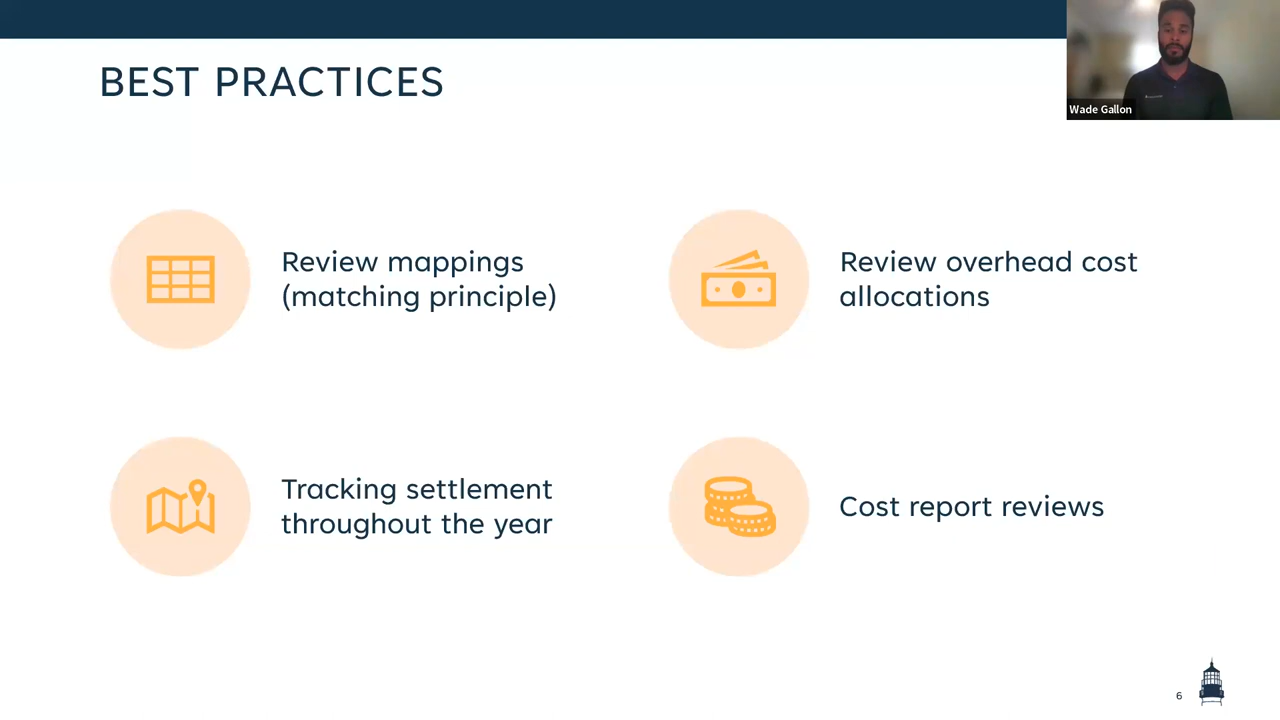 BEST PRACTICES
Wade Gallon
Review mappings
(matching principle)
Review overhead cost
allocations
Tracking settlement
throughout the year
Cost report reviews
6